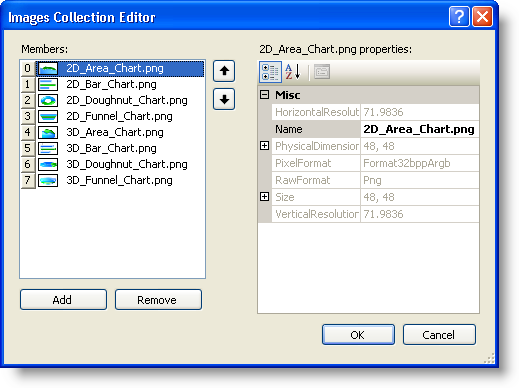 Images Collection Editor
Members:
0 2D_Area_Chart.png
1 2D_Bar_Chart.png
2 2D_Doughnut_Chart.png
3 2D_Funnel_Chart.png
4 3D_Area_Chart.png
5 3D_Bar_Chart.png
6 3D_Doughnut_Chart.png
7 3D_Funnel_Chart.png
Add Remove
2D_Area_Chart.png properties:
Misc
HorizontalResolut 71.9836
Name 2D_Area_Chart.png
PhysicalDimension 48, 48
PixelFormat Format32bppArgb
RawFormat Png
Size 48, 48
VerticalResolution 71.9836
OK Cancel